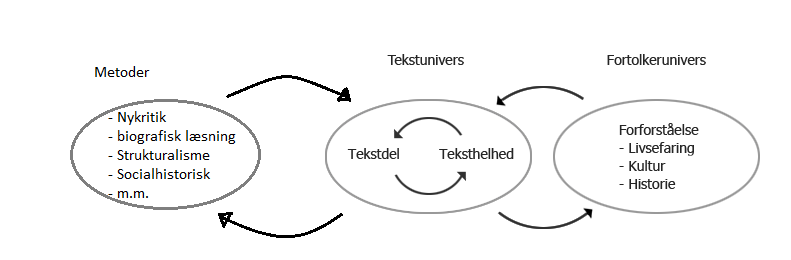 Metoder
- Nykritik
- biografisk læsning
- Strukturalisme
- Socialhistorisk
- m.m.
Tekstunivers
Tekstdel
Teksthelhed
Fortolkerunivers
Forforståelse
- Livsefaring
- Kultur
- Historie